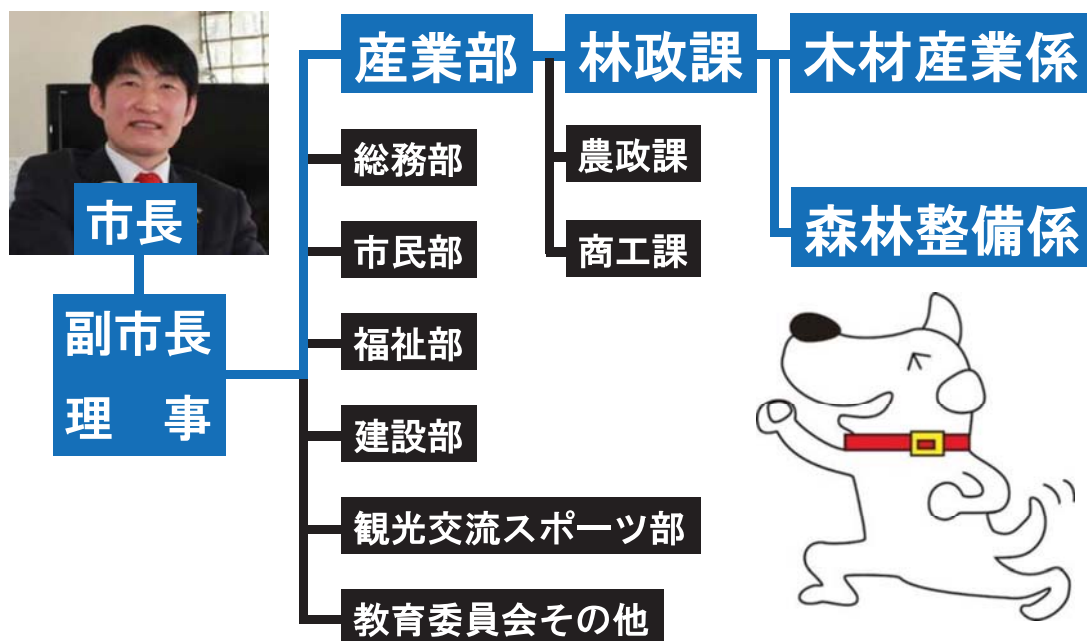 市長
副市長
理 事
産業部
総務部
市民部
福祉部
建設部
観光交流スポーツ部
教育委員会その他
林政課
農政課
商工課
木材産業係
森林整備係